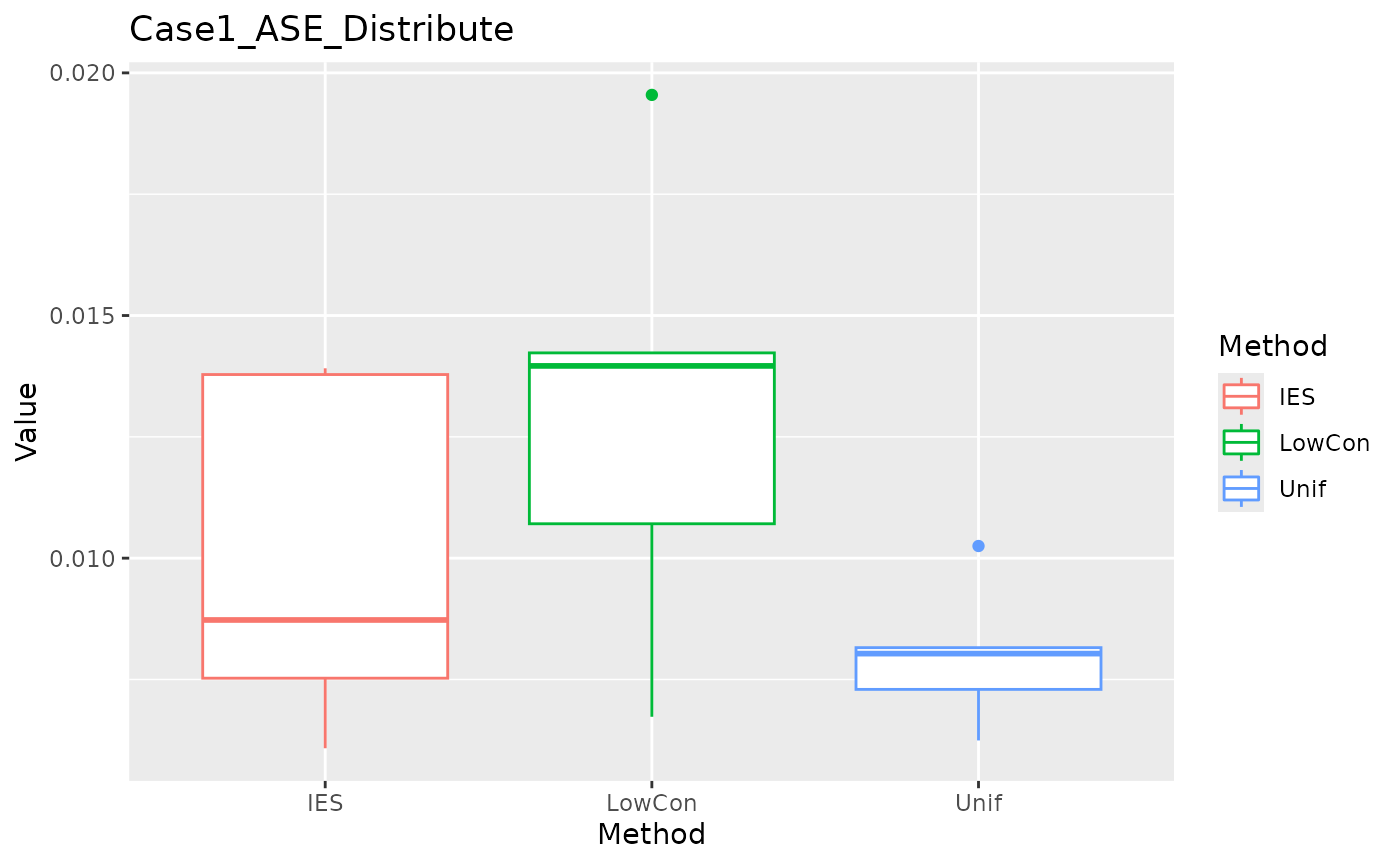 Case1_ASE_Distribute
0.020
0.015
0.010
Value
IES
LowCon
Unif
Method
Method
IES
LowCon
Unif